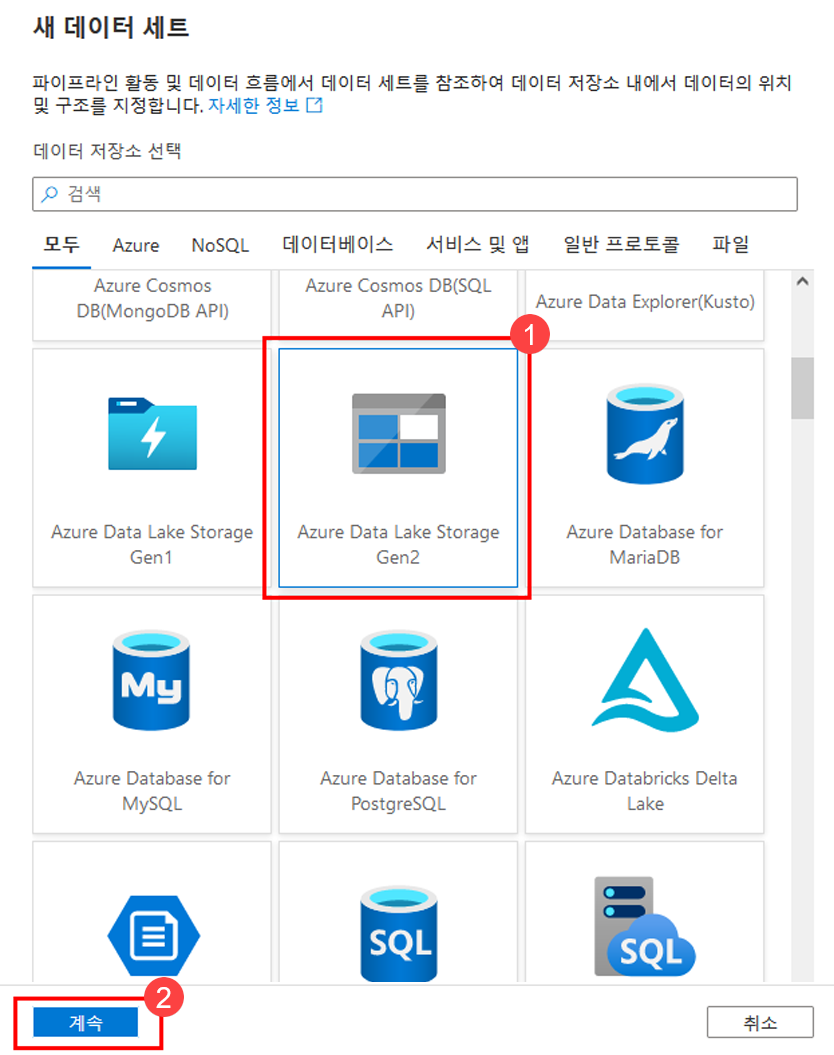 새 데이터 세트
파이프라인 활동 및 데이터 흐름에서 데이터 세트를 참조하여 데이터 저장소 내에서 데이터의 위치
및 구조를 지정합니다. 자세한 정보
데이터 저장소 선택
검색
모두 Azure NoSQL 데이터베이스 서비스 및 앱 일반 프로토콜 파일
Azure Cosmos
DB(MongoDB API)
Azure Cosmos DB(SQL
API)
Azure Data Explorer(Kusto)
1
Azure Data Lake Storage
Gen1
Azure Data Lake Storage
Gen2
Azure Database for
MariaDB
My
Azure Database for
MySQL
Azure Database for
PostgreSQL
Azure Databricks Delta
Lake
SQL
SQL
2
계속
취소